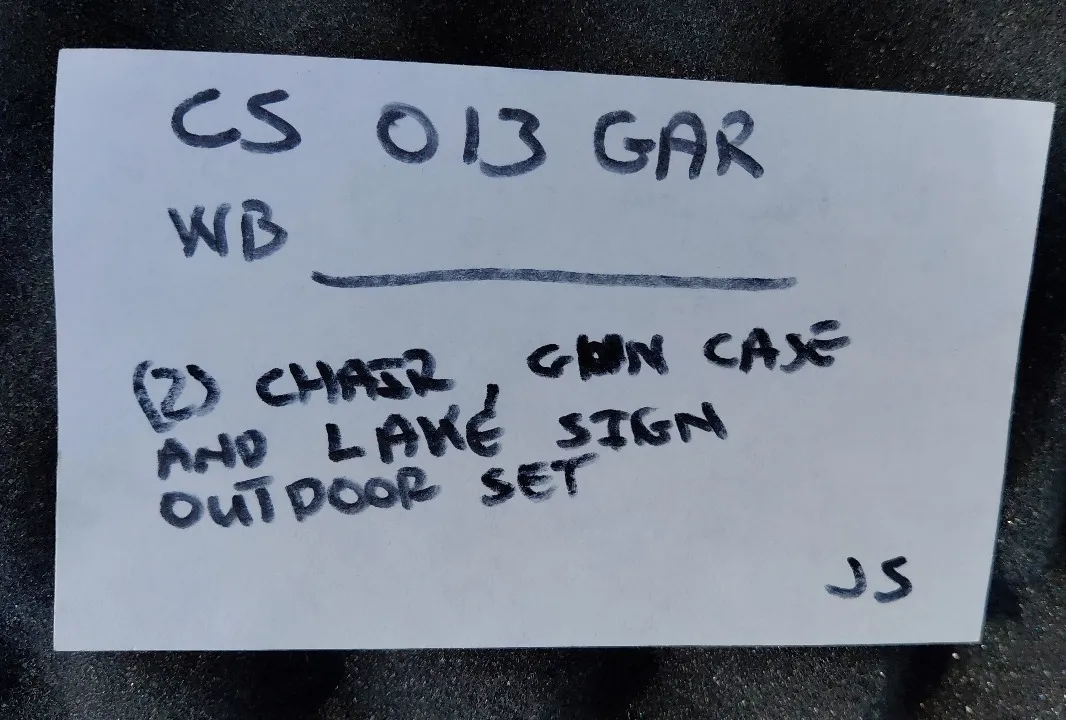 CS 013 GAR
WB
(2) CHAIR, GUN CASE
AND LAKE SIGN
OUTDOOR SET
JS